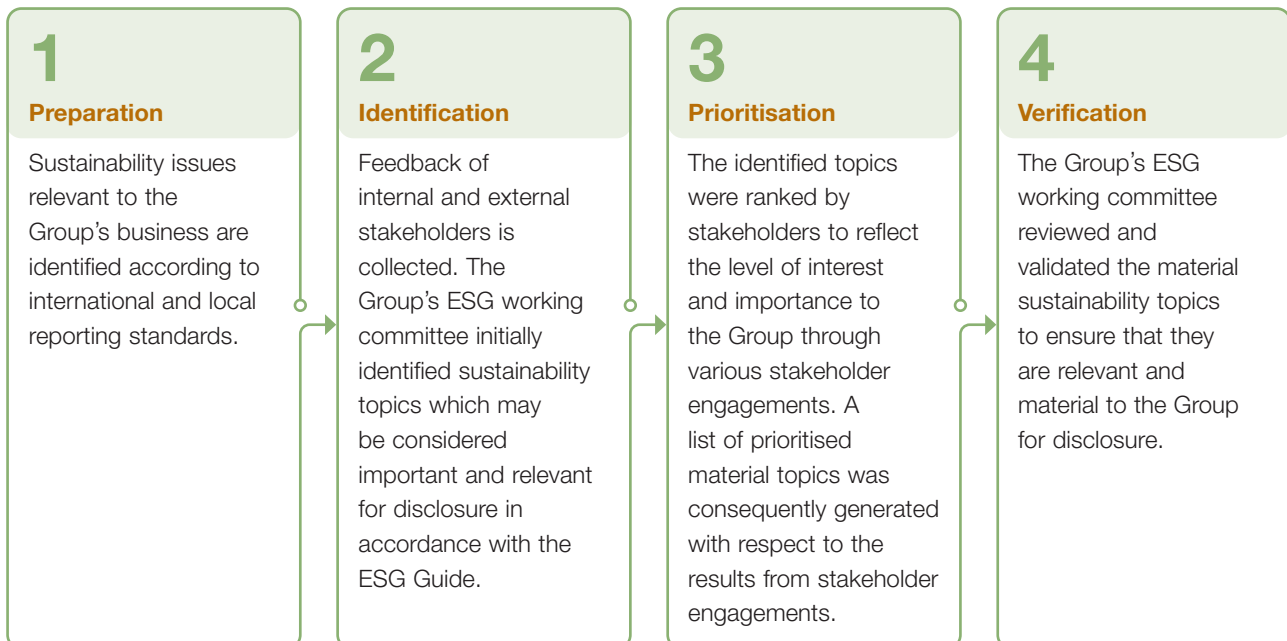 1
Preparation
Sustainability issues
relevant to the
Group’s business are
identified according to
international and local
reporting standards.
2
Identification
Feedback of
internal and external
stakeholders is
collected. The
Group’s ESG working
committee initially
identified sustainability
topics which may
be considered
important and relevant
for disclosure in
accordance with the
ESG Guide.
3
Prioritisation
The identified topics
were ranked by
stakeholders to reflect
the level of interest
and importance to
the Group through
various stakeholder
engagements. A
list of prioritised
material topics was
consequently generated
with respect to the
results from stakeholder
engagements.
4
Verification
The Group’s ESG
working committee
reviewed and
validated the material
sustainability topics
to ensure that they
are relevant and
material to the Group
for disclosure.